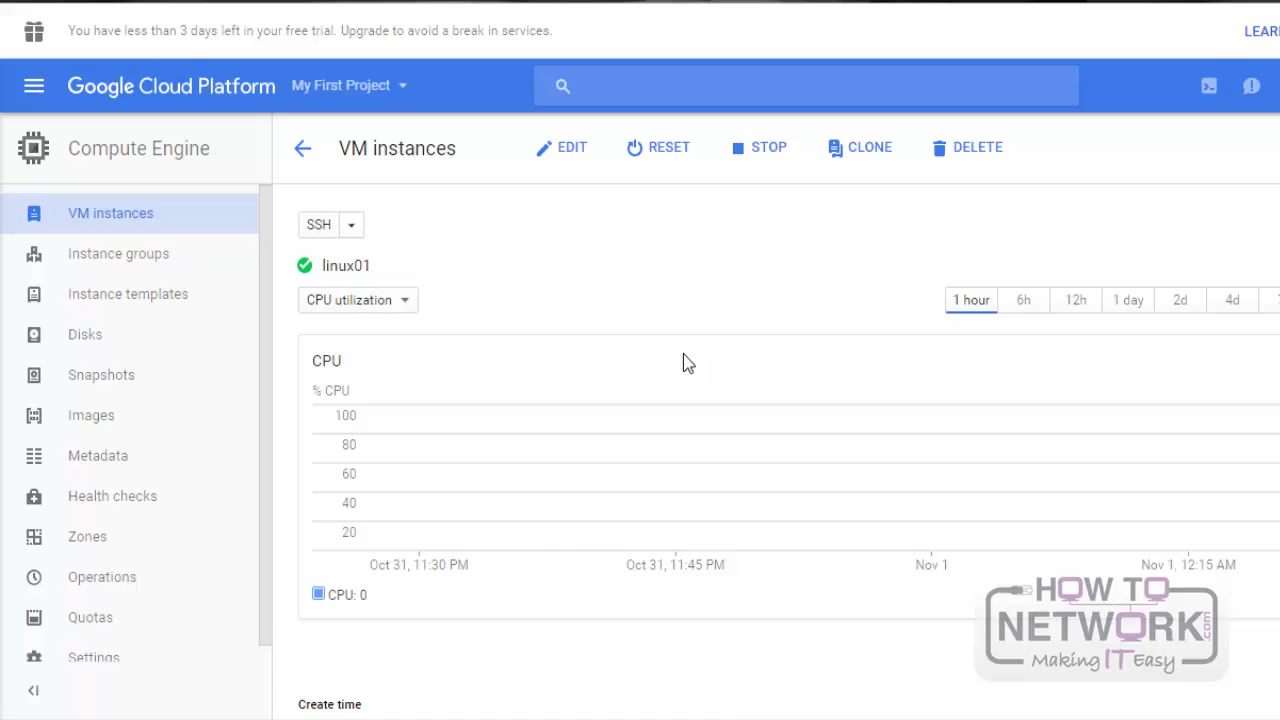 You have less than 3 days left in your free trial. Upgrade to avoid a break in services.
LEAR
Google Cloud Platform
My First Project
Compute Engine
VM instances
EDIT
RESET
STOP
CLONE
DELETE
VM instances
Instance groups
Instance templates
Disks
Snapshots
Images
Metadata
Health checks
Zones
Operations
Quotas
Settings
SSH
linux01
CPU utilization
1 hour
6h
12h
1 day
2d
4d
CPU
% CPU
100
80
60
40
20
Oct 31, 11:30 PM
Oct 31, 11:45 PM
Nov 1
Nov 1, 12:15 AM
CPU: 0
Create time
HOW TO
NETWORK.com
Making IT Easy